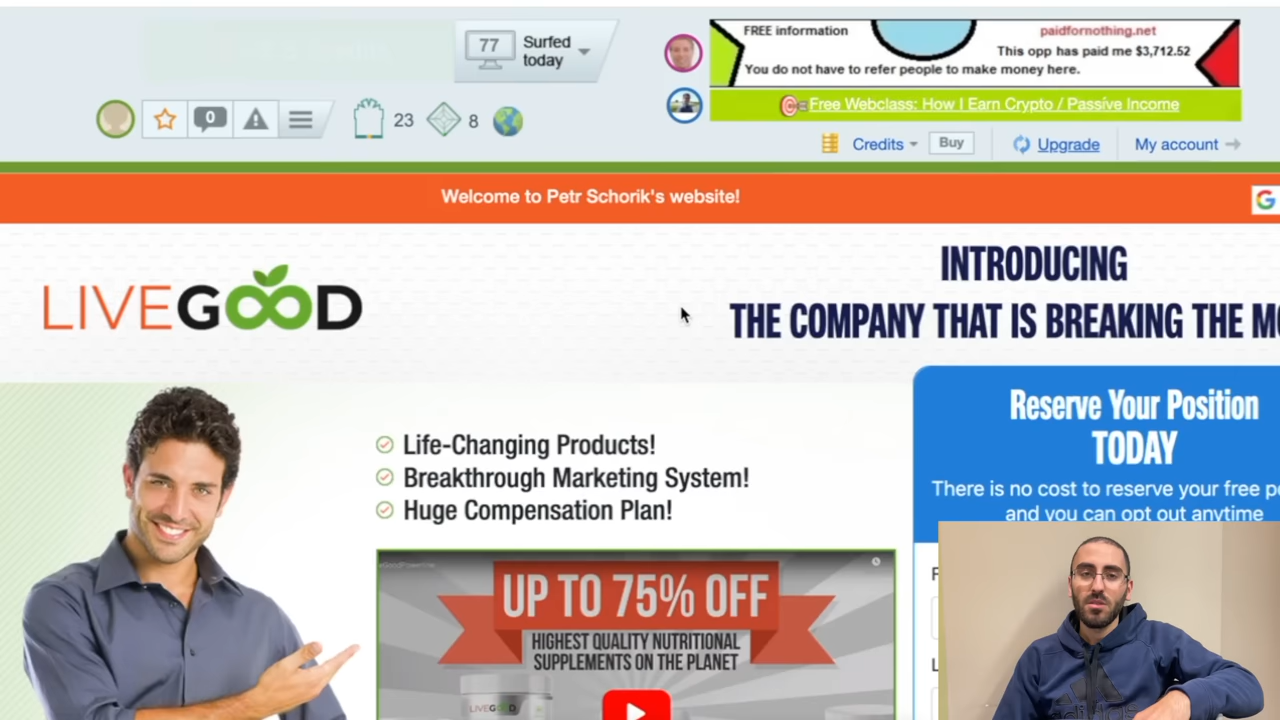 77
Surfed
today
FREE information
paidfornothing.net
This opp has paid me $3,712.52
You do not have to refer people to make money here.
Free Webclass: How I Earn Crypto / Passive Income
0
23
8
Credits
Buy
Upgrade
My account
Welcome to Petr Schorik's website!
G
LIVEGOOD
INTRODUCING
THE COMPANY THAT IS BREAKING THE
Reserve Your Position
TODAY
There is no cost to reserve your free
and you can opt out anytime
Life-Changing Products!
Breakthrough Marketing System!
Huge Compensation Plan!
UP TO 75% OFF
HIGHEST QUALITY NUTRITIONAL
SUPPLEMENTS ON THE PLANET
LIVEGOOD
adidas